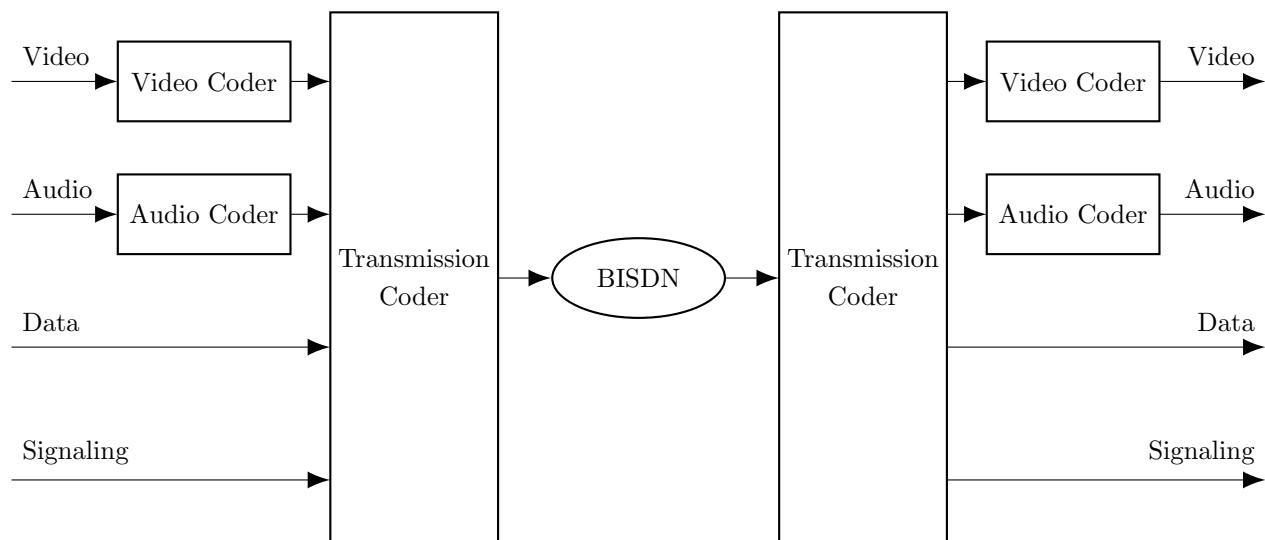 Video
Video Coder
Audio
Audio Coder
Data
Signaling
Transmission
Coder
BISDN
Transmission
Coder
Video Coder
Video
Audio Coder
Audio
Data
Signaling